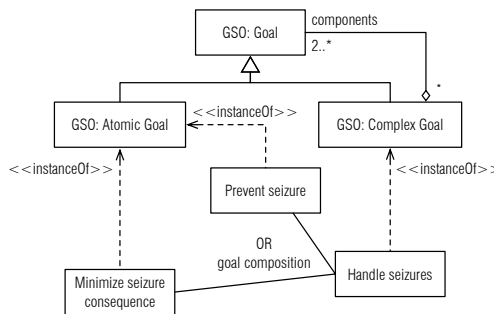 components
GSO: Goal
2..*
*
<<instanceOf>>
GSO: Atomic Goal
GSO: Complex Goal
<<instanceOf>>
<<instanceOf>>
Prevent seizure
OR
goal composition
Minimize seizure
consequence
Handle seizures